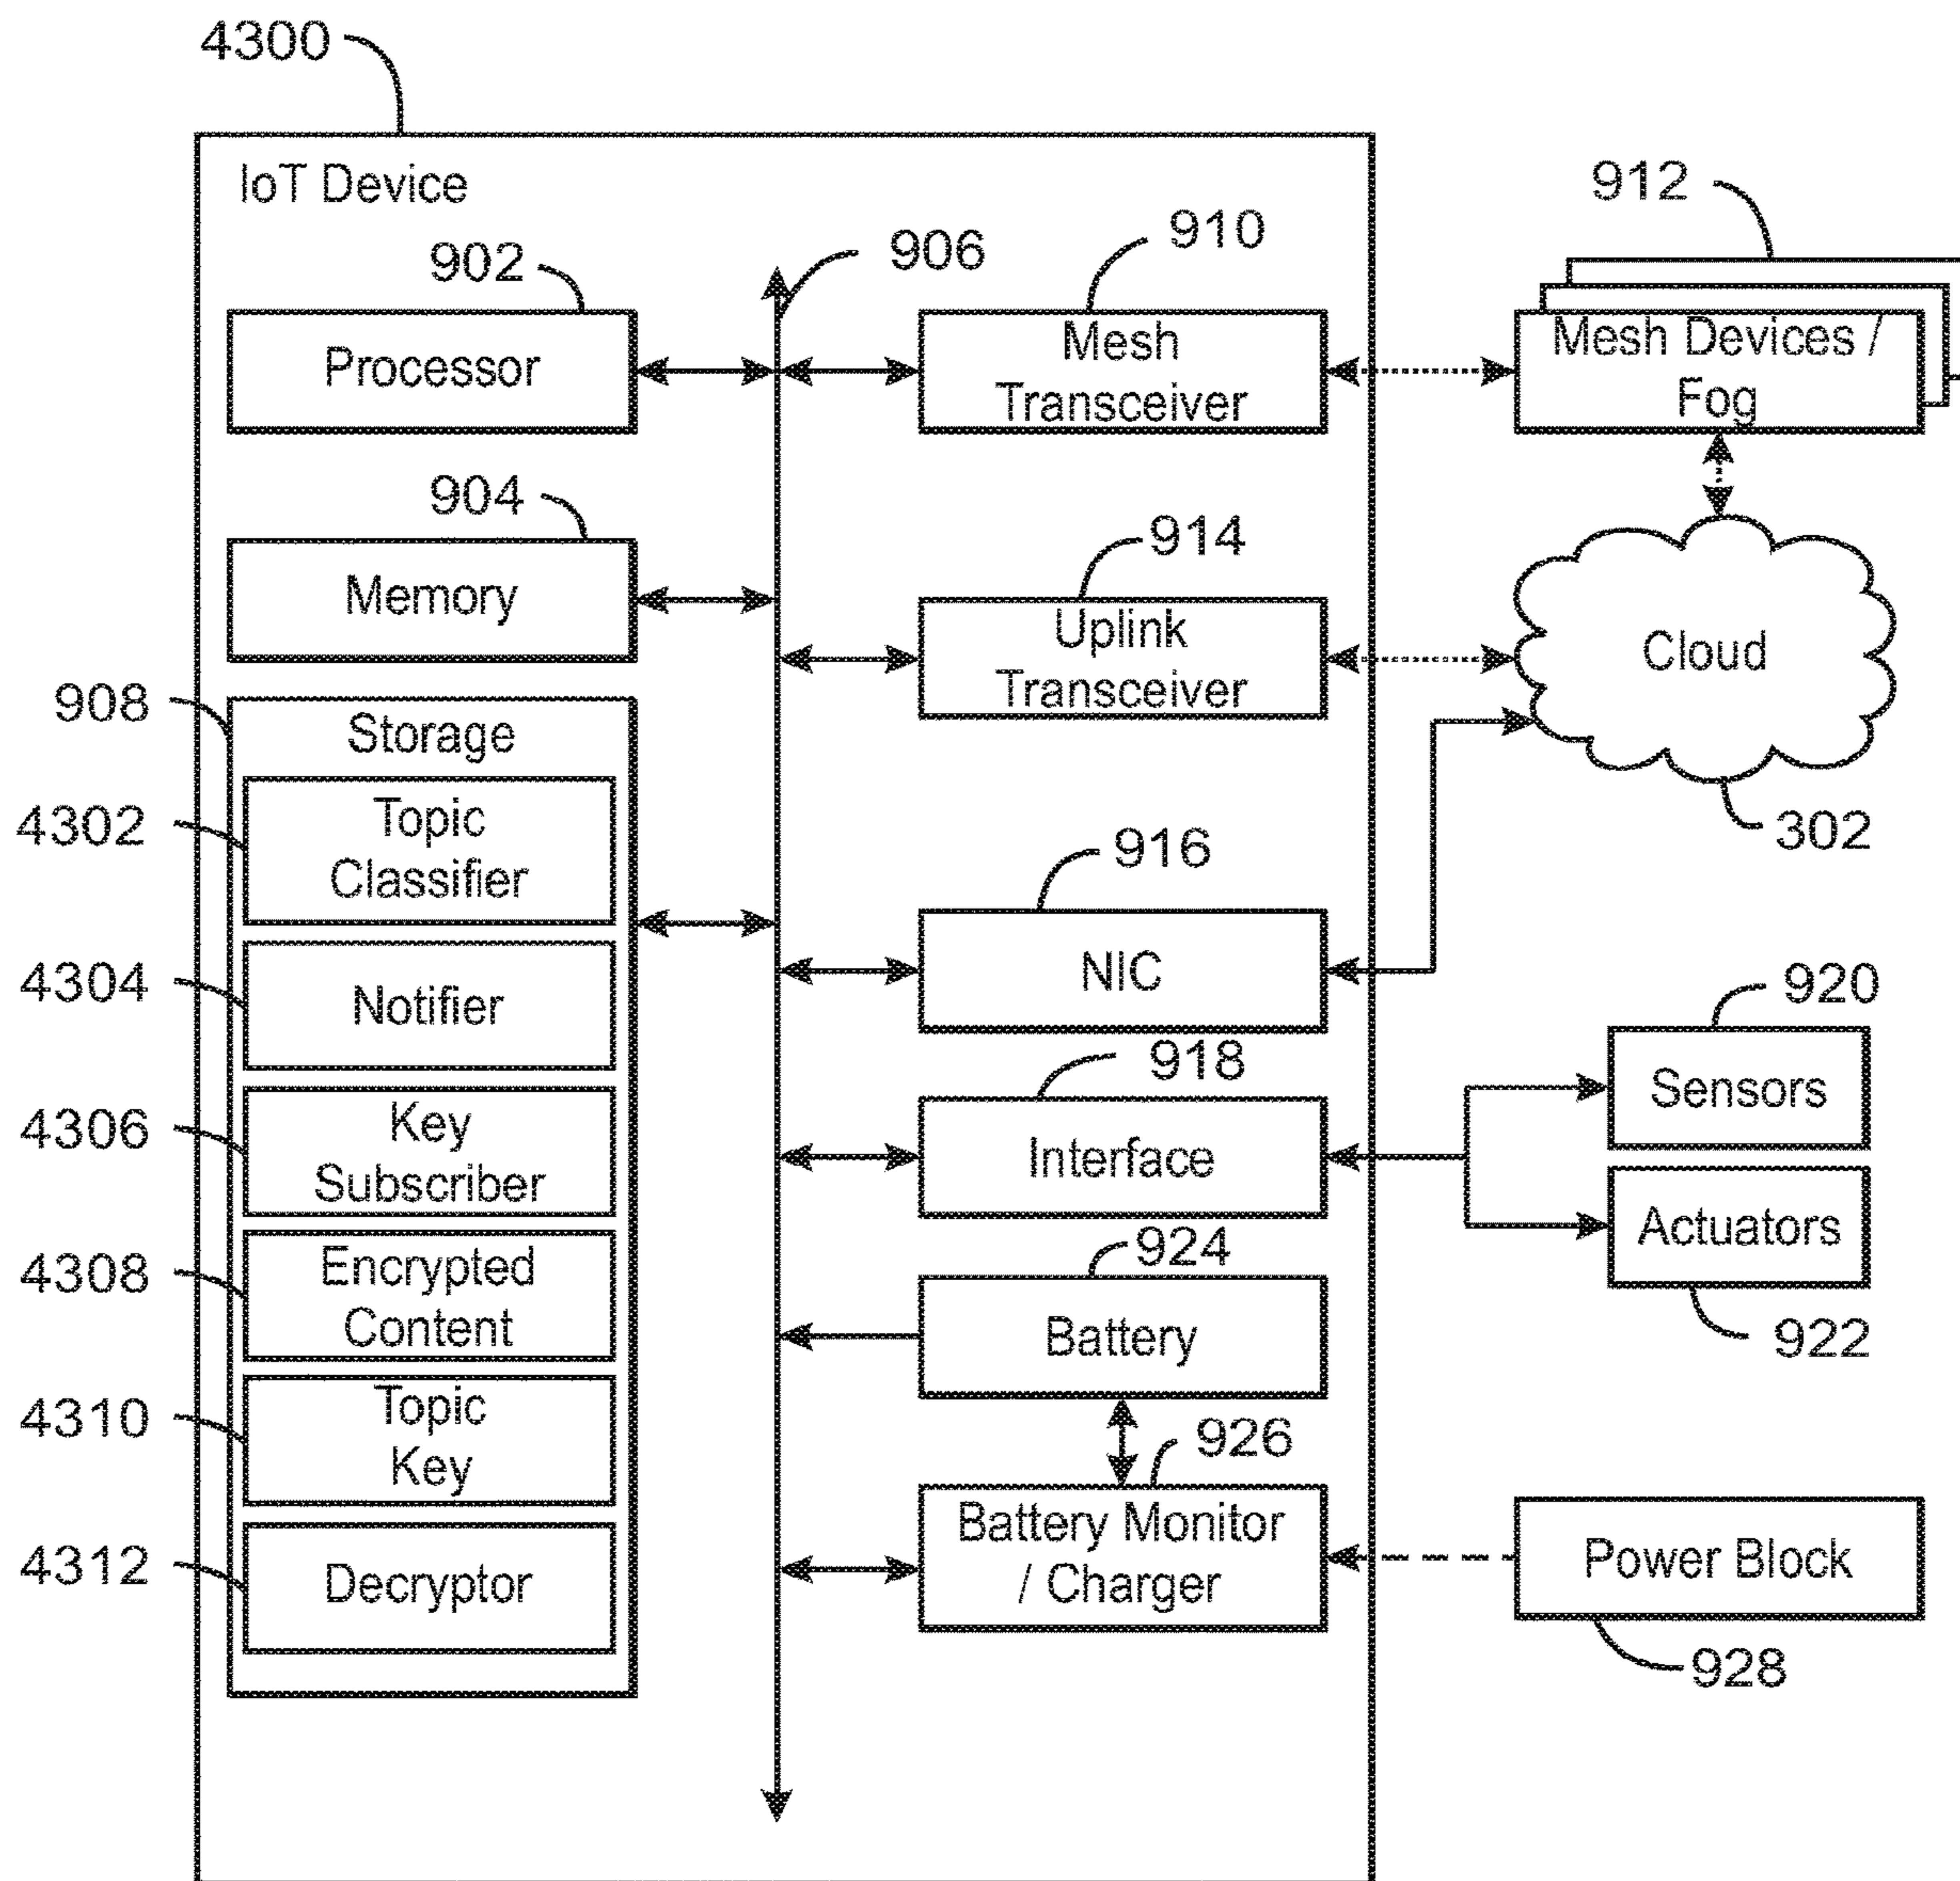 4300
IoT Device
912
910
906
902
Processor
Mesh
Transceiver
Mesh Devices /
Fog
904
Memory
914
Uplink
Transceiver
Cloud
302
908
Storage
4302
Topic
Classifier
916
NIC
4304
Notifier
920
Sensors
918
Interface
4306
Key
Subscriber
Actuators
922
4308
Encrypted
Content
924
Battery
4310
Topic
Key
926
Battery Monitor
/ Charger
Power Block
928
4312
Decryptor